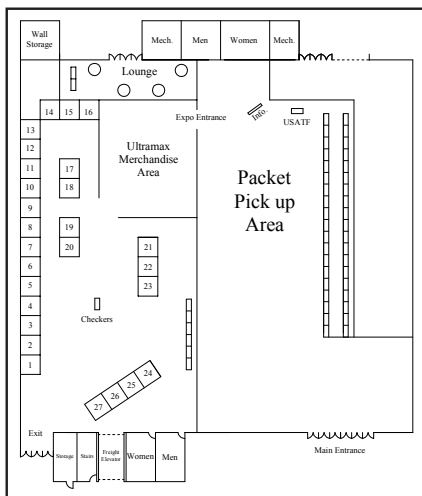 Wall
Storage
Mech.
Men
Women
Mech.
Lounge
14
15
16
Expo Entrance
Info.
USATF
13
12
11
10
9
8
7
6
5
4
3
2
1
17
18
19
20
Ultramax
Merchandise
Area
Packet
Pick up
Area
21
22
23
Checkers
24
25
26
27
Exit
Storage
Stairs
Freight
Elevator
Women
Men
Main Entrance